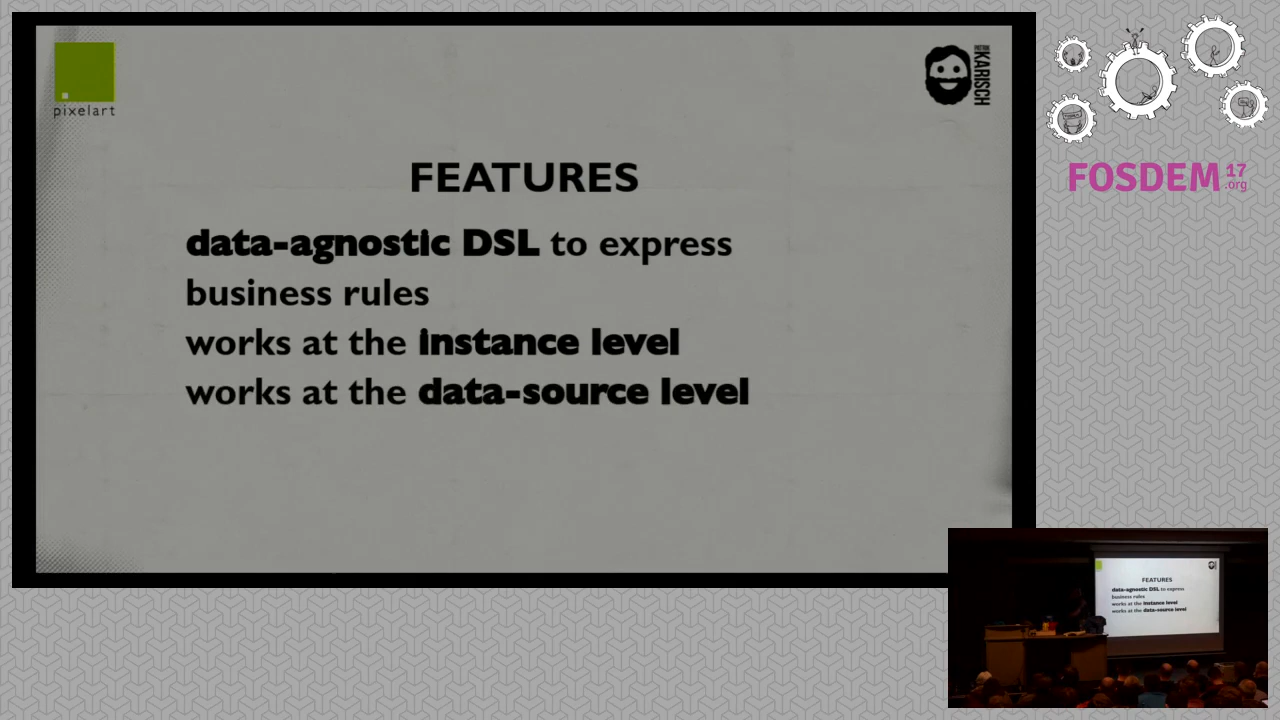 pixelart
KARISCH
FEATURES
data-agnostic DSL to express
business rules
works at the instance level
works at the data-source level
FOSDEM 17
.org
FEATURES
data-agnostic DSL to express
business rules
works at the instance level
works at the data-source level